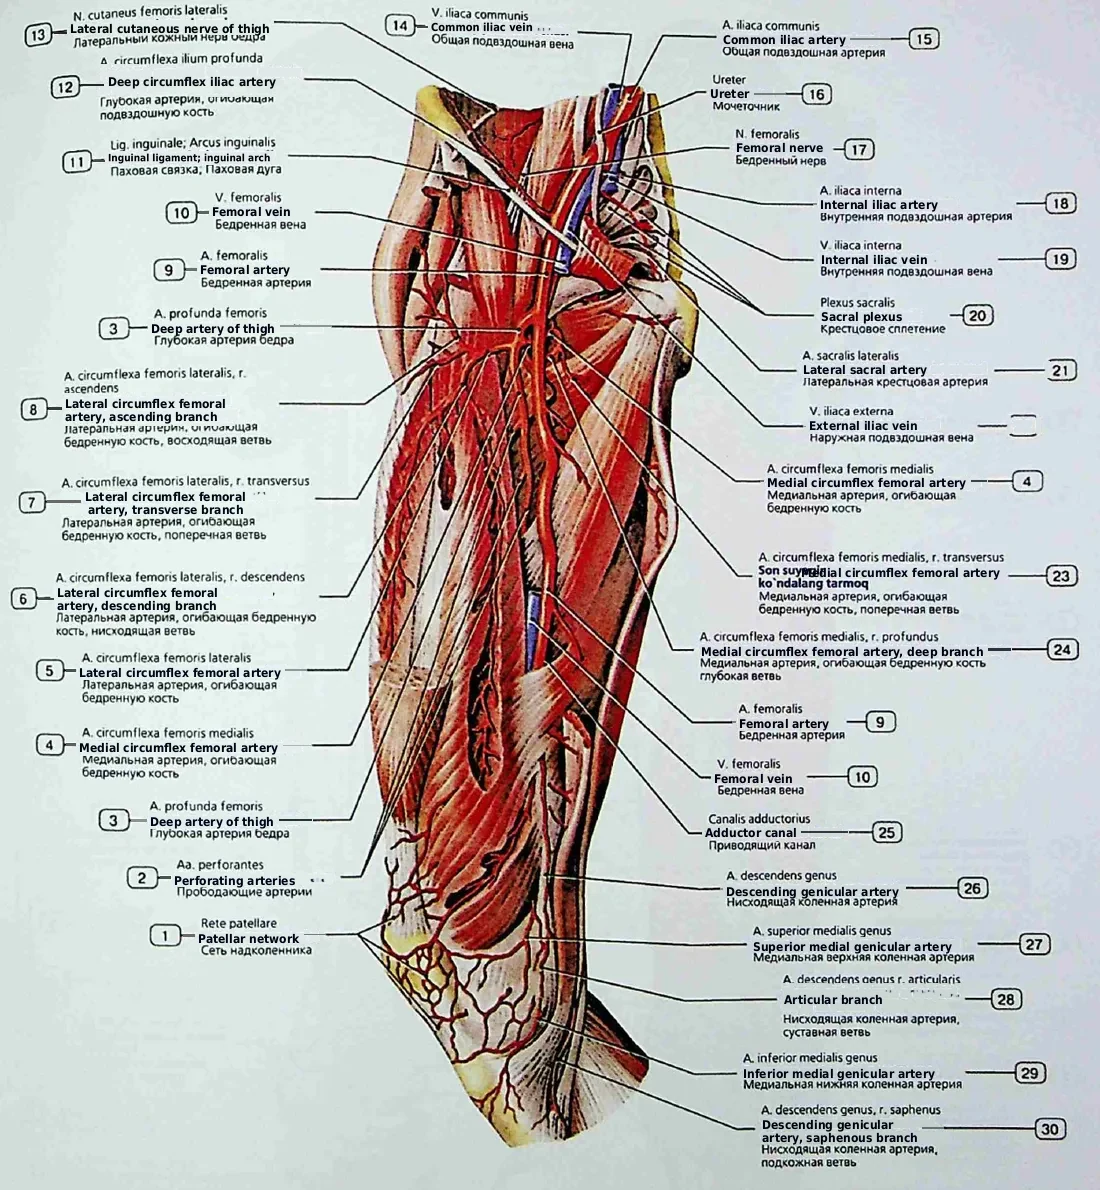 N. cutaneus femoris lateralis
13 Lateral cutaneous nerve of thigh
Латеральный кожный нерв бедра
A. circumflexa ilium profunda
12 Deep circumflex iliac artery
Глубокая артерия, огибающая
подвздошную кость
Lig. inguinale; Arcus inguinalis
11 Inguinal ligament; inguinal arch
Паховая связка; Паховая дуга
V. femoralis
10 Femoral vein
Бедренная вена
A. femoralis
9 Femoral artery
Бедренная артерия
A. profunda femoris
3 Deep artery of thigh
Глубокая артерия бедра
A. circumflexa femoris lateralis, r.
ascendens
8 Lateral circumflex femoral
artery, ascending branch
Латеральная артерия, огибающая
бедренную кость, восходящая ветвь
A. circumflexa femoris lateralis, r. transversus
7 Lateral circumflex femoral
artery, transverse branch
Латеральная артерия, огибающая
бедренную кость, поперечная ветвь
A. circumflexa femoris lateralis, r. descendens
6 Lateral circumflex femoral
artery, descending branch
Латеральная артерия, огибающая бедренную
кость, нисходящая ветвь
A. circumflexa femoris lateralis
5 Lateral circumflex femoral artery
Латеральная артерия, огибающая
бедренную кость
A. circumflexa femoris medialis
4 Medial circumflex femoral artery
Медиальная артерия, огибающая
бедренную кость
A. profunda femoris
3 Deep artery of thigh
Глубокая артерия бедра
Aa. perforantes
2 Perforating arteries
Прободающие артерии
Rete patellare
1 Patellar network
Сеть надколенника
V. iliaca communis
14 Common iliac vein
Общая подвздошная вена
A. iliaca communis
Common iliac artery 15
Общая подвздошная артерия
Ureter
Ureter 16
Мочеточник
N. femoralis
Femoral nerve 17
Бедренный нерв
A. iliaca interna
Internal iliac artery 18
Внутренняя подвздошная артерия
V. iliaca interna
Internal iliac vein 19
Внутренняя подвздошная вена
Plexus sacralis
Sacral plexus 20
Крестцовое сплетение
A. sacralis lateralis
Lateral sacral artery 21
Латеральная крестцовая артерия
V. iliaca externa
External iliac vein
Наружная подвздошная вена
A. circumflexa femoris medialis
Medial circumflex femoral artery 4
Медиальная артерия, огибающая
бедренную кость
A. circumflexa femoris medialis, r. transversus
Son Medial circumflex femoral artery 23
ko`ndalang tarmoq
Медиальная артерия, огибающая
бедренную кость, поперечная ветвь
A. circumflexa femoris medialis, r. profundus
Medial circumflex femoral artery, deep branch 24
Медиальная артерия, огибающая бедренную кость
глубокая ветвь
A. femoralis
Femoral artery 9
Бедренная артерия
V. femoralis
Femoral vein 10
Бедренная вена
Canalis adductorius
Adductor canal 25
Приводящий канал
A. descendens genus
Descending genicular artery 26
Нисходящая коленная артерия
A. superior medialis genus
Superior medial genicular artery 27
Медиальная верхняя коленная артерия
A. descendens genus r. articularis
Articular branch 28
Нисходящая коленная артерия,
суставная ветвь
A. inferior medialis genus
Inferior medial genicular artery 29
Медиальная нижняя коленная артерия
A. descendens genus, r. saphenus
Descending genicular 30
artery, saphenous branch
Нисходящая коленная артерия,
подкожная ветвь